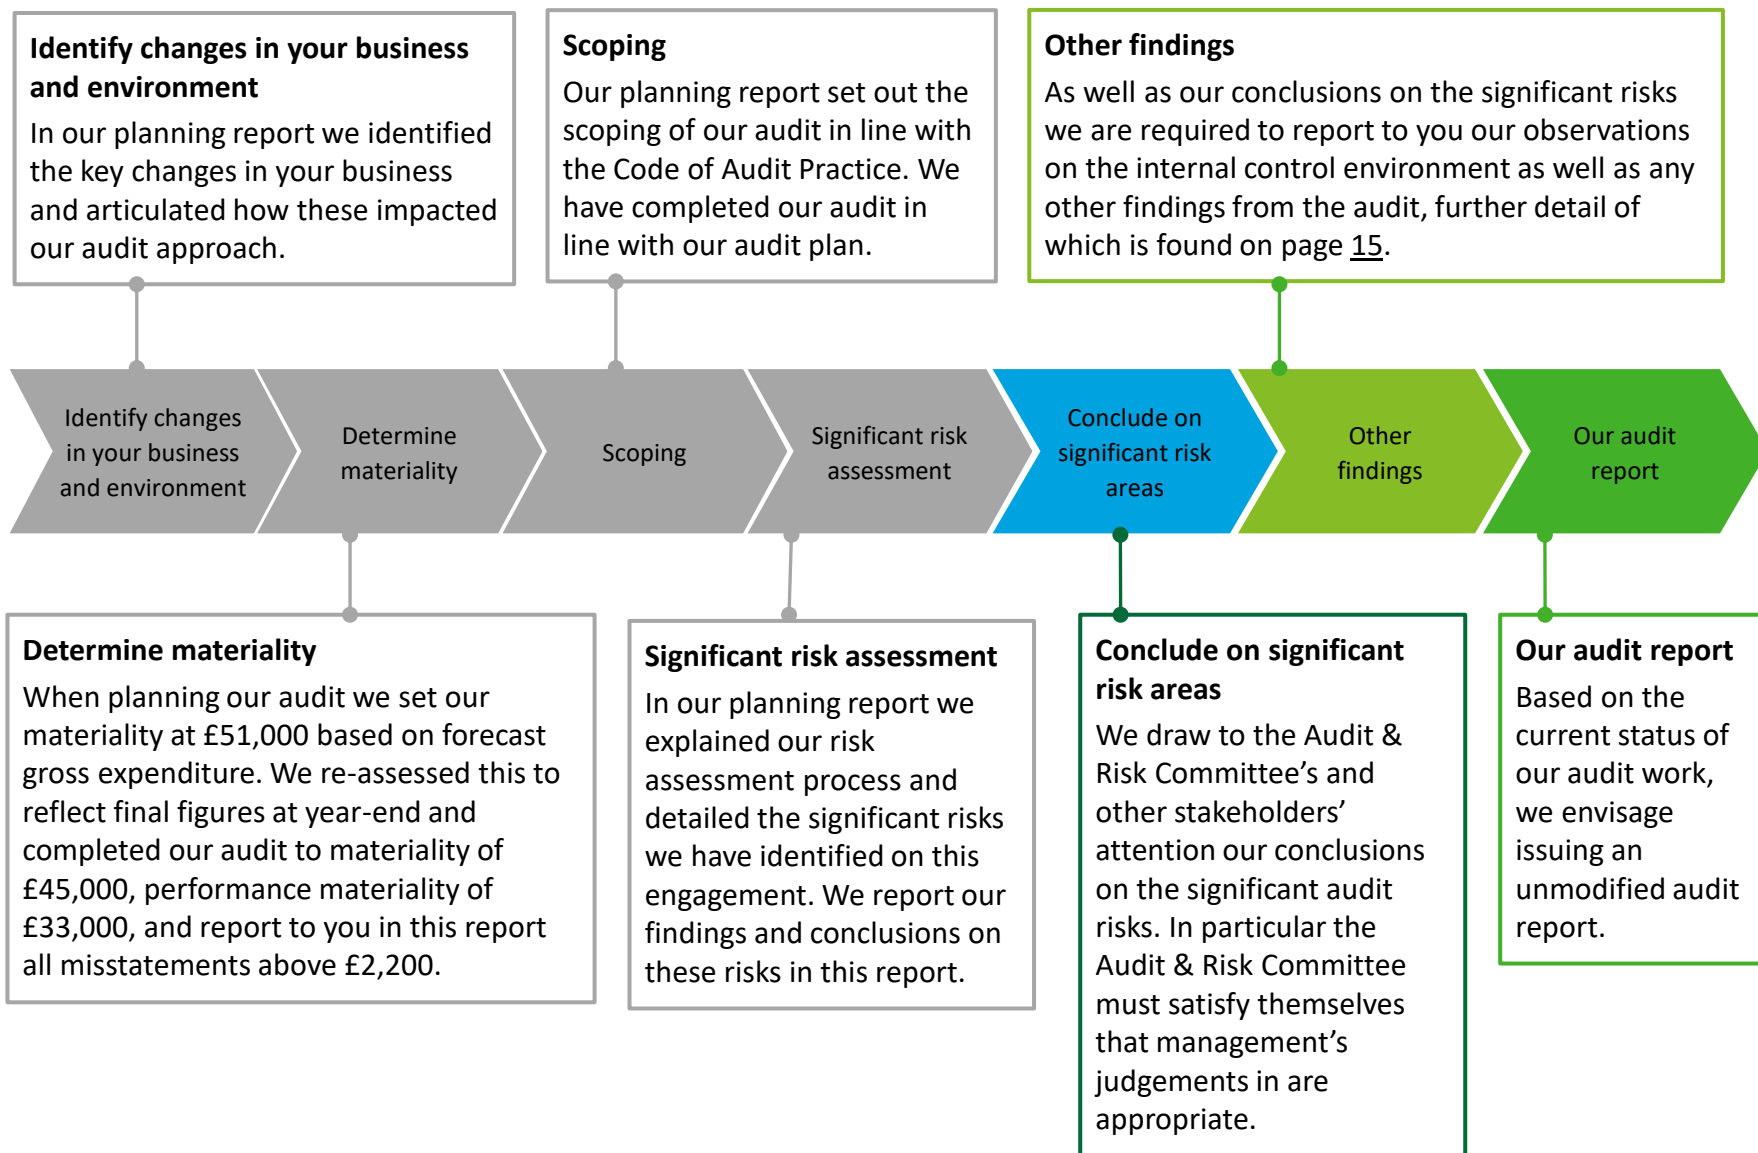 Identify changes in your business
and environment
In our planning report we identified
the key changes in your business
and articulated how these impacted
our audit approach.
Scoping
Our planning report set out the
scoping of our audit in line with
the Code of Audit Practice. We
have completed our audit in
line with our audit plan.
Other findings
As well as our conclusions on the significant risks
we are required to report to you our observations
on the internal control environment as well as any
other findings from the audit, further detail of
which is found on page 15.
Identify changes
in your business
and environment
Determine
materiality
Scoping
Significant risk
assessment
Conclude on
significant risk
areas
Other
findings
Our audit
report
Determine materiality
When planning our audit we set our
materiality at £51,000 based on forecast
gross expenditure. We re-assessed this to
reflect final figures at year-end and
completed our audit to materiality of
£45,000, performance materiality of
£33,000, and report to you in this report
all misstatements above £2,200.
Significant risk assessment
In our planning report we
explained our risk
assessment process and
detailed the significant risks
we have identified on this
engagement. We report our
findings and conclusions on
these risks in this report.
Conclude on significant
risk areas
We draw to the Audit &
Risk Committee’s and
other stakeholders’
attention our conclusions
on the significant audit
risks. In particular the
Audit & Risk Committee
must satisfy themselves
that management’s
judgements in are
appropriate.
Our audit report
Based on the
current status of
our audit work,
we envisage
issuing an
unmodified audit
report.